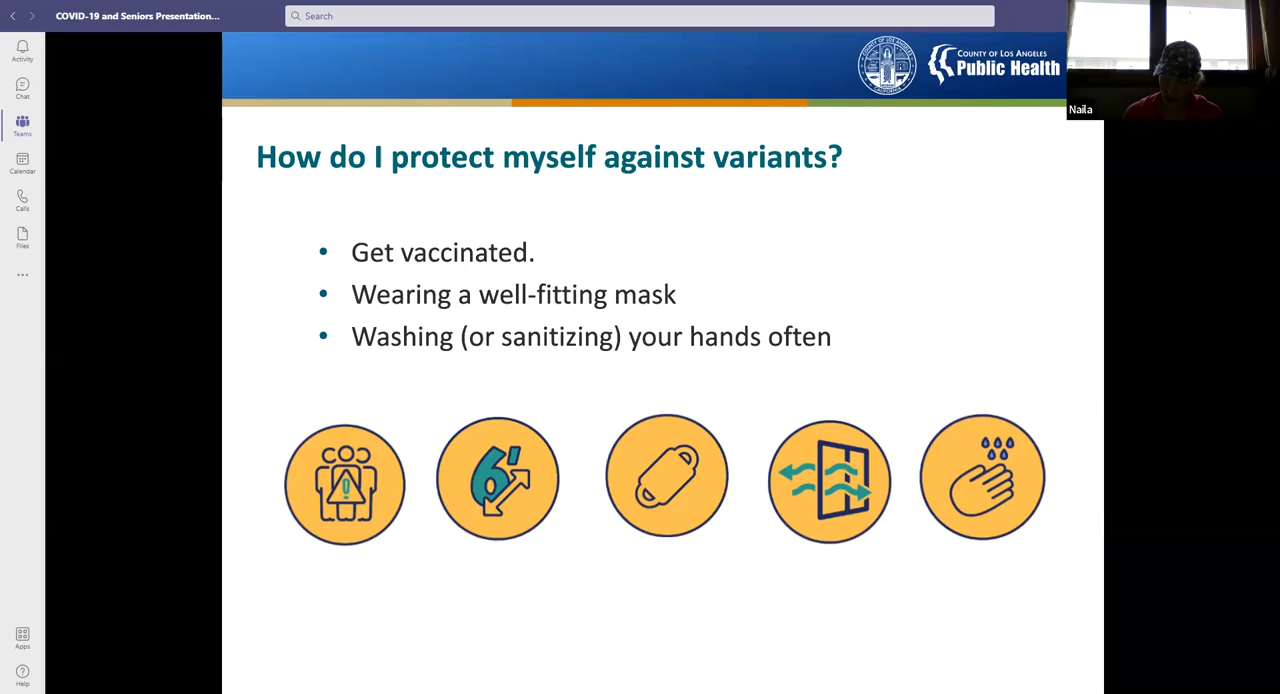 COVID-19 and Seniors Presentation...
Search
Activity
Chat
Teams
Calendar
Calls
Files
Apps
Help
COUNTY OF LOS ANGELES
Public Health
Naila
How do I protect myself against variants?
• Get vaccinated.
• Wearing a well-fitting mask
• Washing (or sanitizing) your hands often
6'